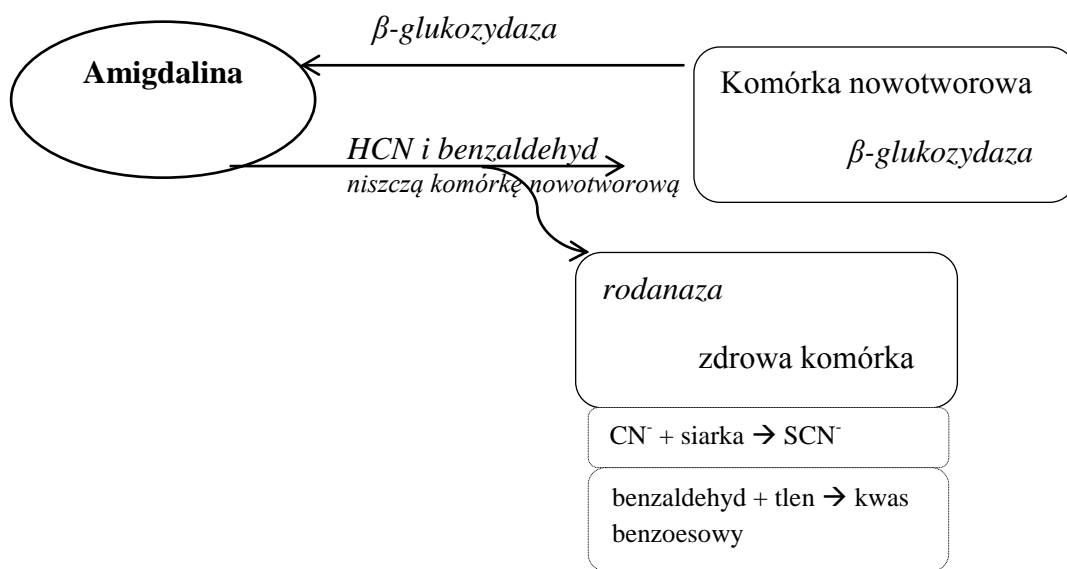 β-glukozydaza
Amigdalina
Komórka nowotworowa
β-glukozydaza
HCN i benzaldehyd
niszczą komórkę nowotworową
rodanaza
zdrowa komórka
CN⁻ + siarka → SCN⁻
benzaldehyd + tlen → kwas
benzoesowy